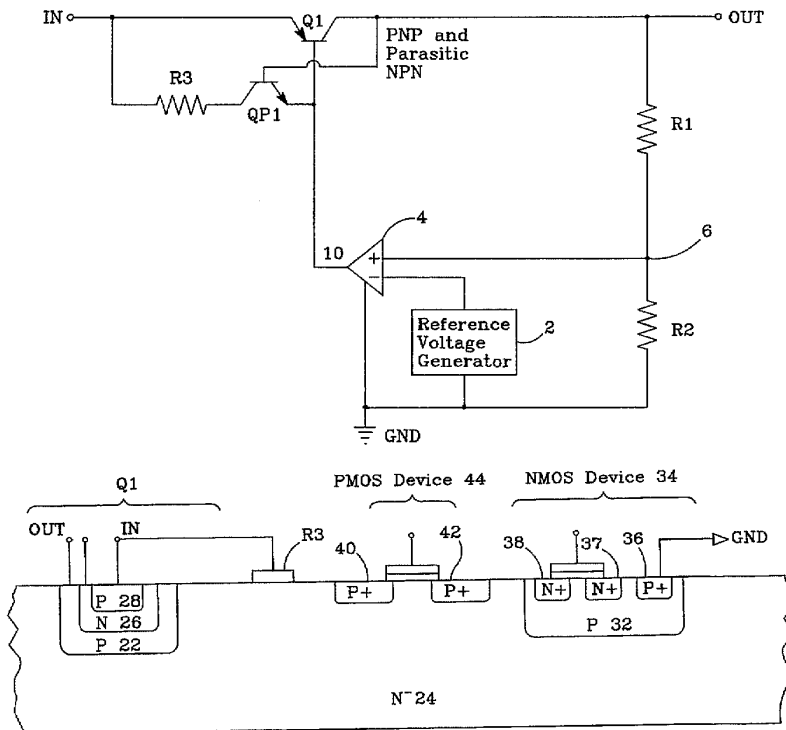 IN
Q1
OUT
PNP and
Parasitic
NPN
R3
QP1
R1
4
10
+
−
6
Reference
Voltage
Generator
2
R2
GND
Q1
PMOS Device 44
NMOS Device 34
OUT
IN
R3
40
42
38
37
36
GND
P 28
N 26
P 22
P+
P+
N+
N+
P+
P 32
N⁻24